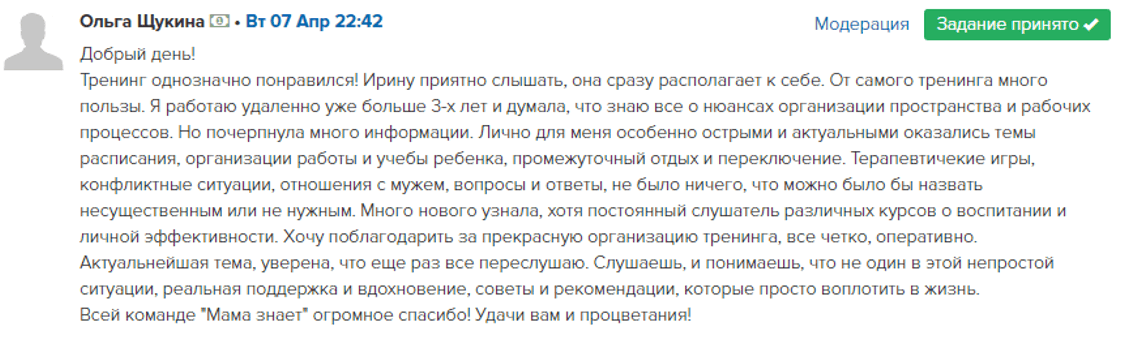 Ольга Щукина • Вт 07 Апр 22:42
Модерация
Задание принято ✔
Добрый день!
Тренинг однозначно понравился! Ирину приятно слышать, она сразу располагает к себе. От самого тренинга много
пользы. Я работаю удаленно уже больше 3-х лет и думала, что знаю все о нюансах организации пространства и рабочих
процессов. Но почерпнула много информации. Лично для меня особенно острыми и актуальными оказались темы
расписания, организации работы и учебы ребенка, промежуточный отдых и переключение. Терапевтичекие игры,
конфликтные ситуации, отношения с мужем, вопросы и ответы, не было ничего, что можно было бы назвать
несущественным или не нужным. Много нового узнала, хотя постоянный слушатель различных курсов о воспитании и
личной эффективности. Хочу поблагодарить за прекрасную организацию тренинга, все четко, оперативно.
Актуальнейшая тема, уверена, что еще раз все переслушаю. Слушаешь, и понимаешь, что не один в этой непростой
ситуации, реальная поддержка и вдохновение, советы и рекомендации, которые просто воплотить в жизнь.
Всей команде "Мама знает" огромное спасибо! Удачи вам и процветания!